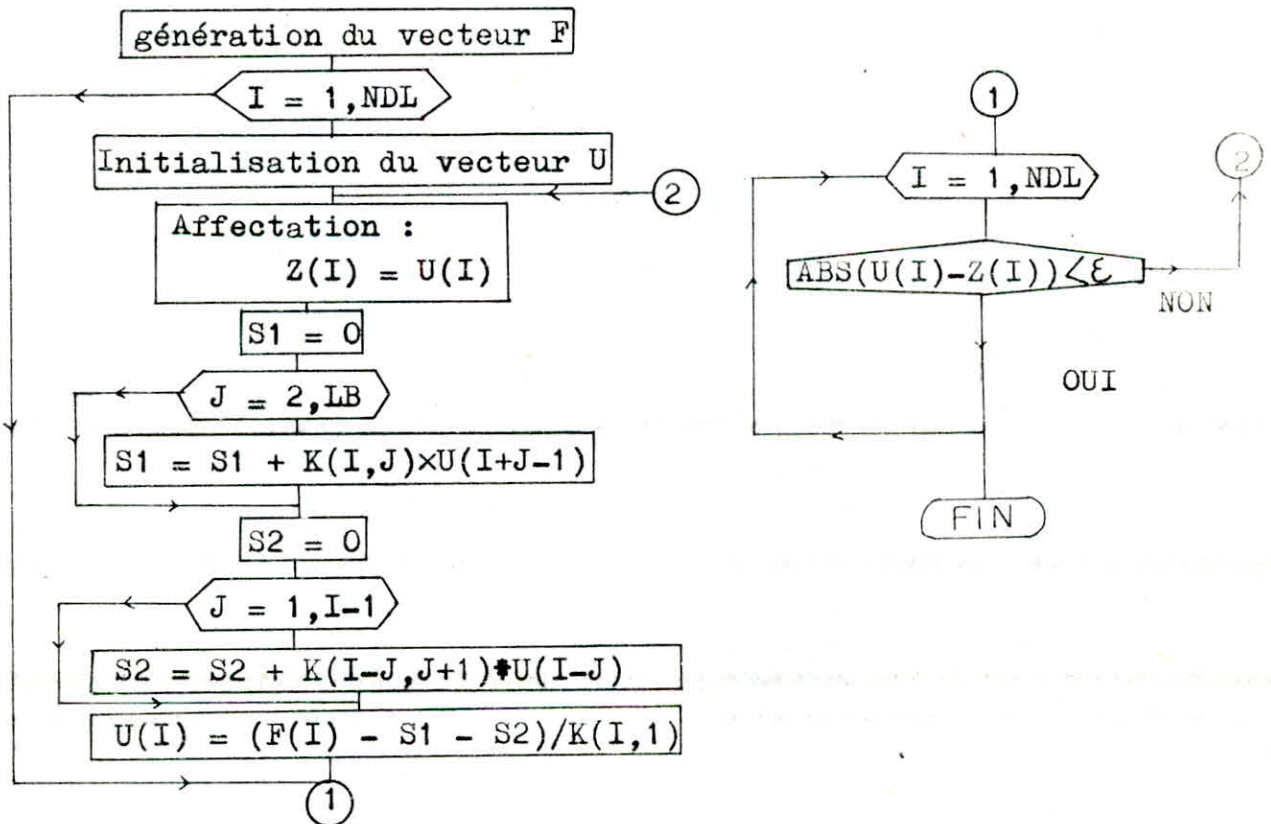 génération du vecteur F
I = 1,NDL
Initialisation du vecteur U
2
Affectation :
Z(I) = U(I)
S1 = 0
J = 2,LB
S1 = S1 + K(I,J)×U(I+J-1)
S2 = 0
J = 1,I-1
S2 = S2 + K(I-J,J+1)*U(I-J)
U(I) = (F(I) - S1 - S2)/K(I,1)
1
1
I = 1,NDL
2
ABS(U(I)-Z(I))<ε
NON
OUI
FIN